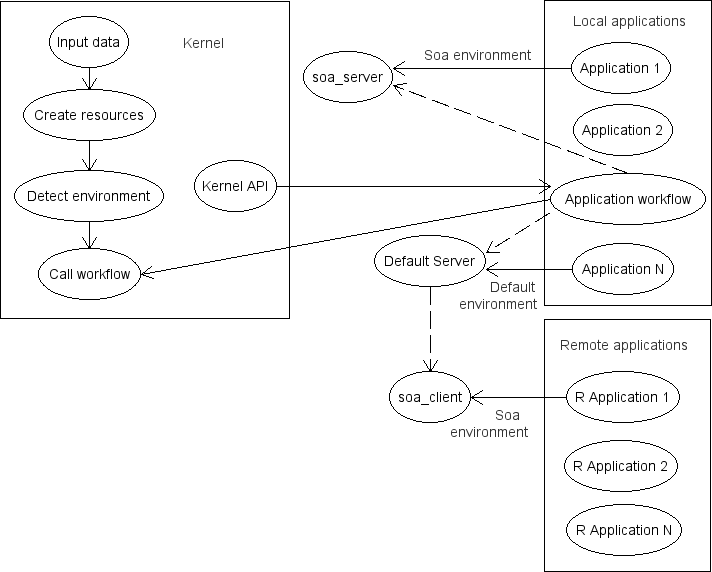 Input data
Kernel
Create resources
Detect environment
Kernel API
Call workflow
soa_server
Soa environment
Default Server
Default
environment
soa_client
Soa
environment
Local applications
Application 1
Application 2
Application workflow
Application N
Remote applications
R Application 1
R Application 2
R Application N